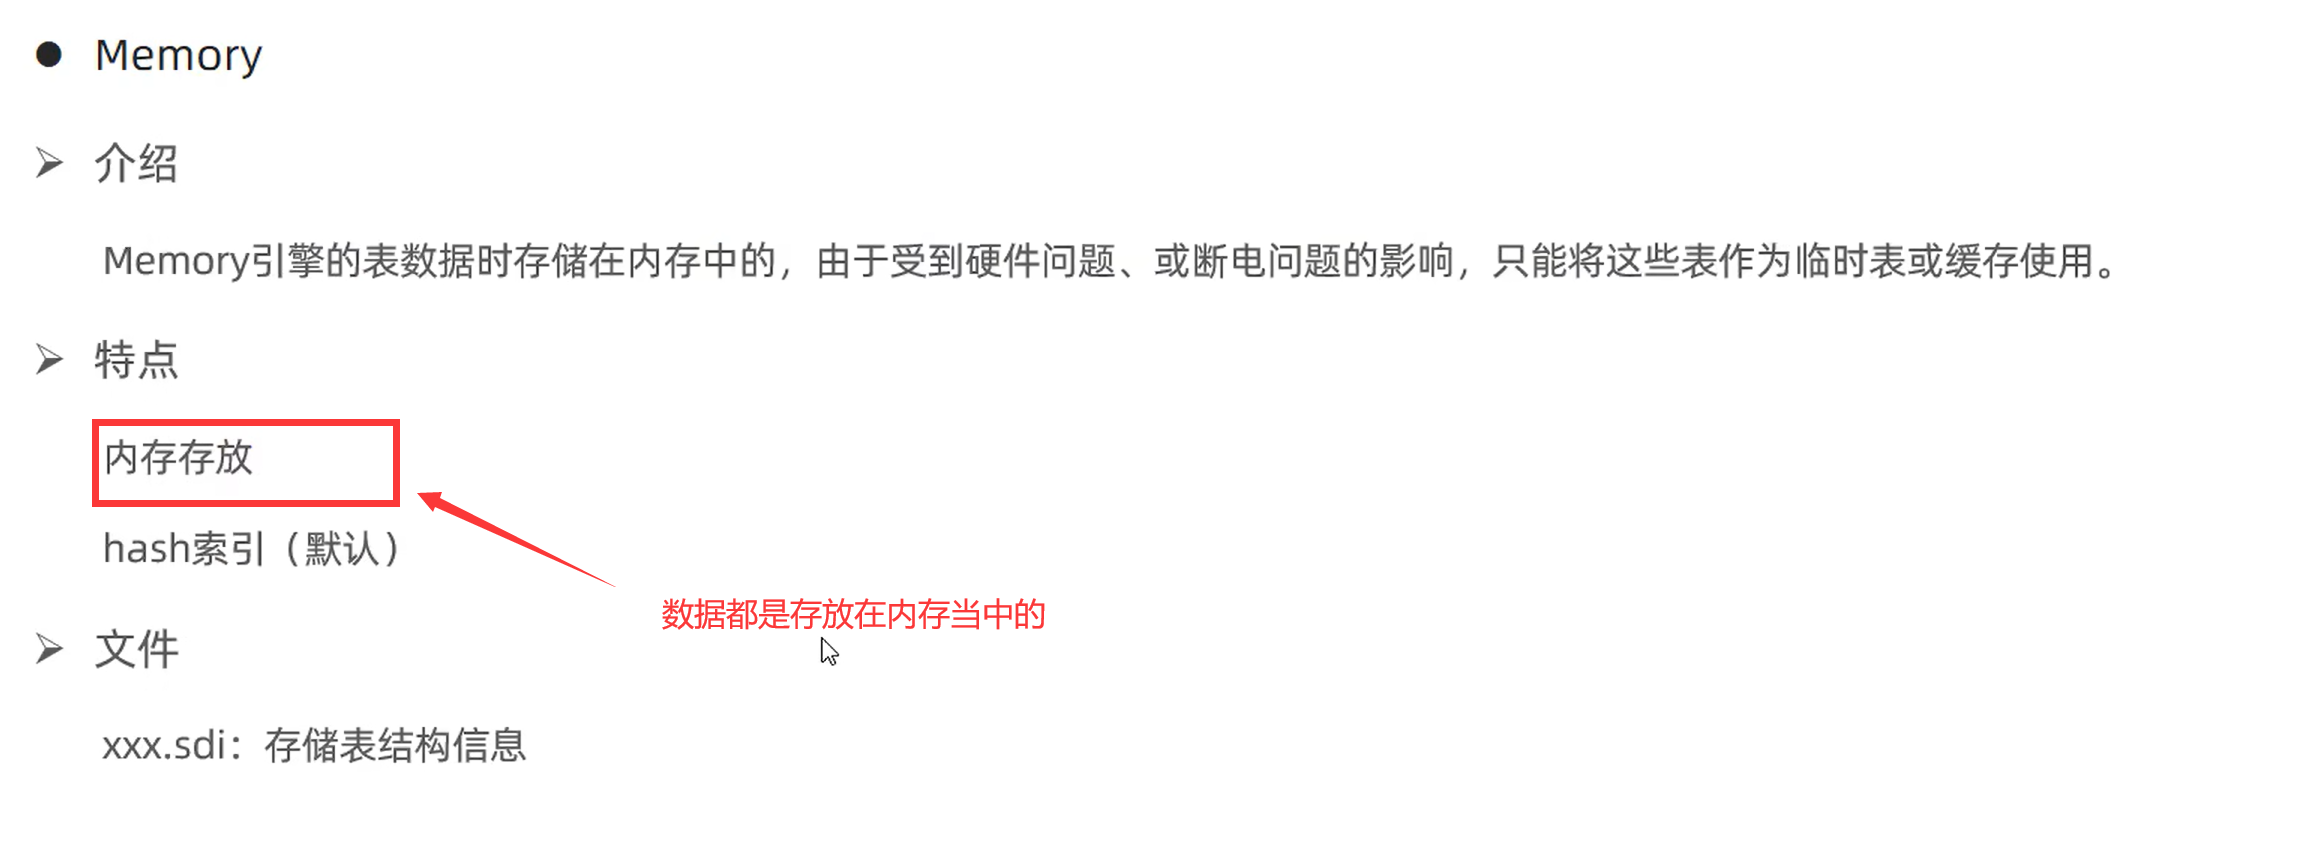 Memory
介绍
Memory引擎的表数据时存储在内存中的，由于受到硬件问题、或断电问题的影响，只能将这些表作为临时表或缓存使用。
特点
内存存放
hash索引（默认）
数据都是存放在内存当中的
文件
xxx.sdi：存储表结构信息